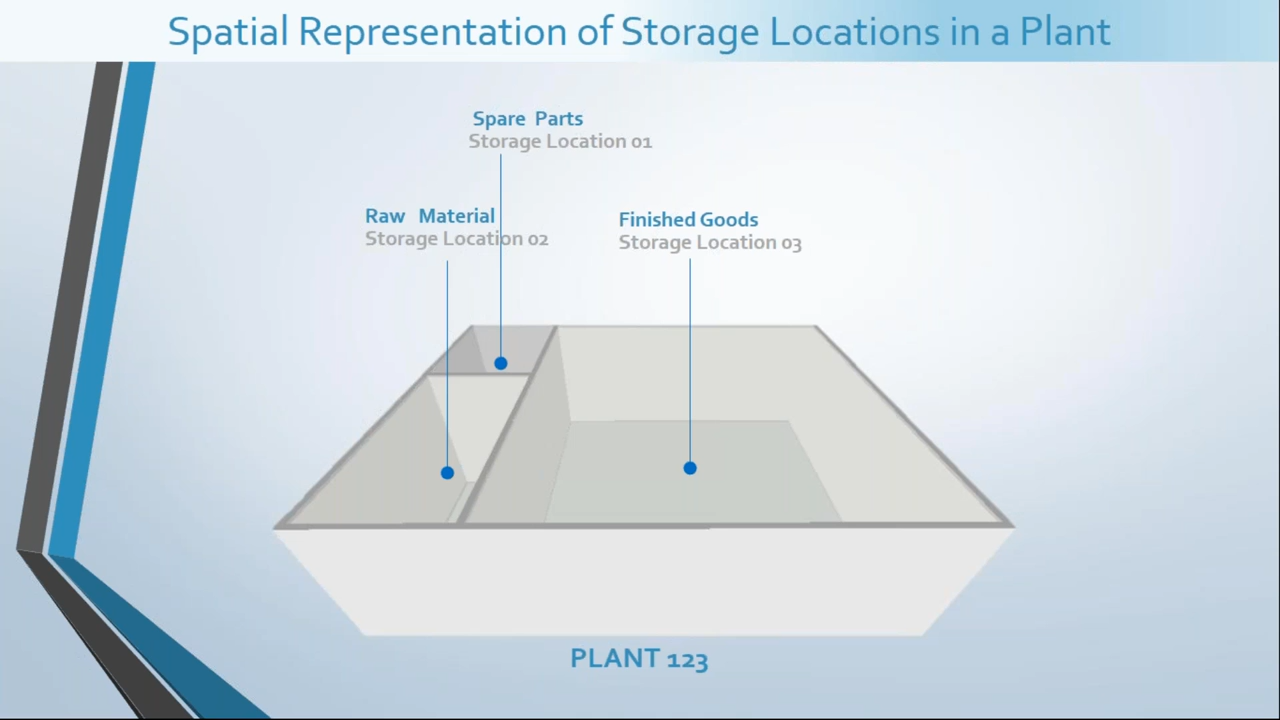 Spatial Representation of Storage Locations in a Plant
Spare Parts
Storage Location 01
Raw Material
Storage Location 02
Finished Goods
Storage Location 03
PLANT 123